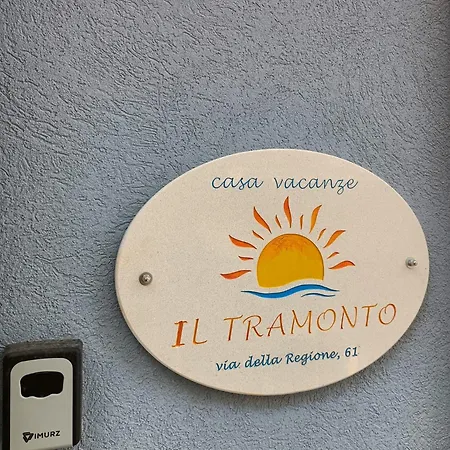 casa vacanze
IL TRAMONTO
via della Regione, 61
IMURZ